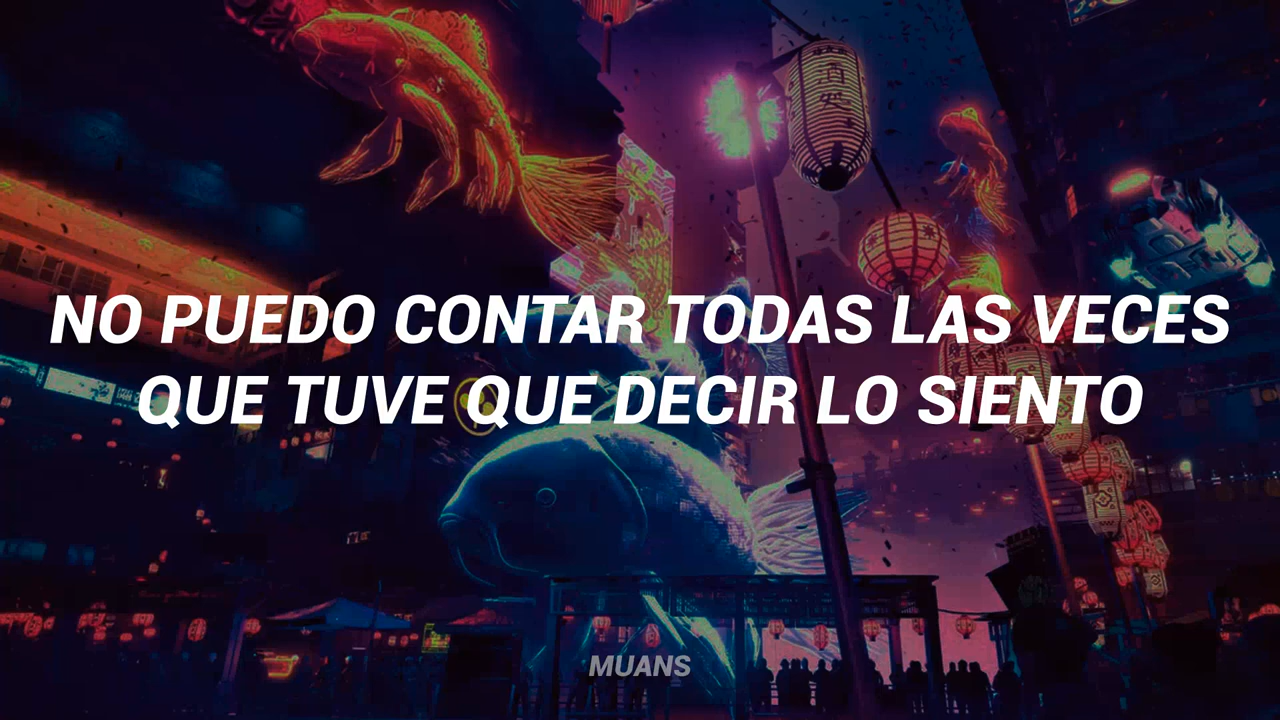 NO PUEDO CONTAR TODAS LAS VECES
QUE TUVE QUE DECIR LO SIENTO
MUANS